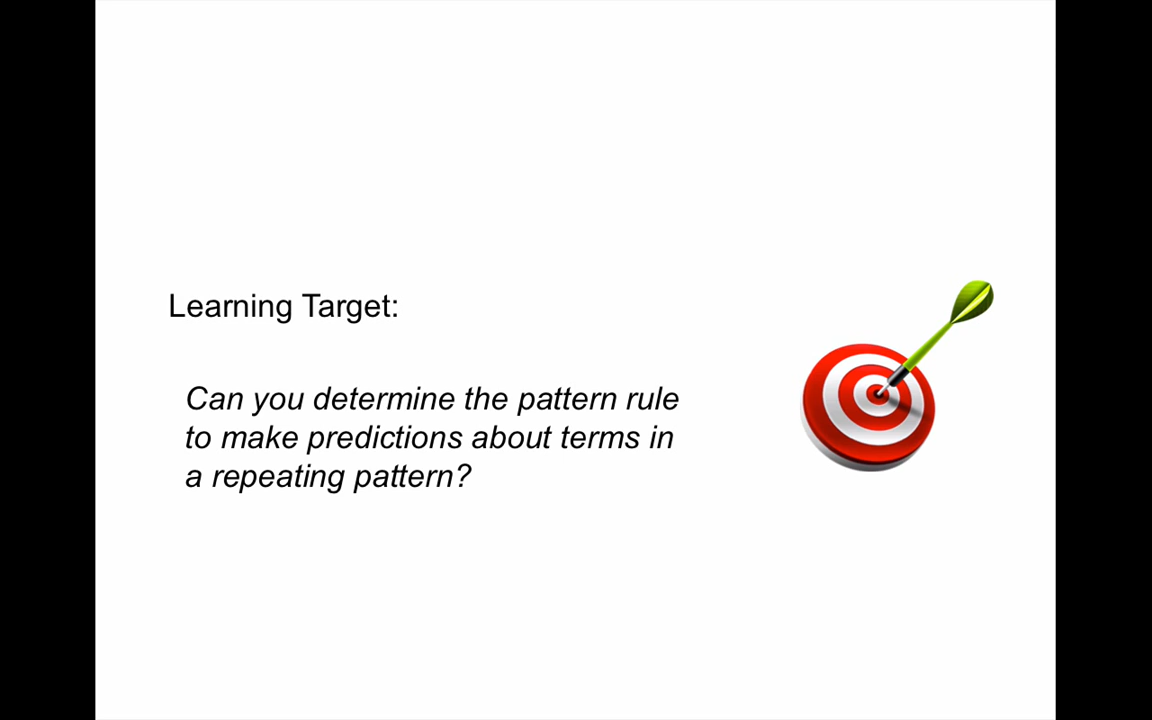 Learning Target:
Can you determine the pattern rule
to make predictions about terms in
a repeating pattern?